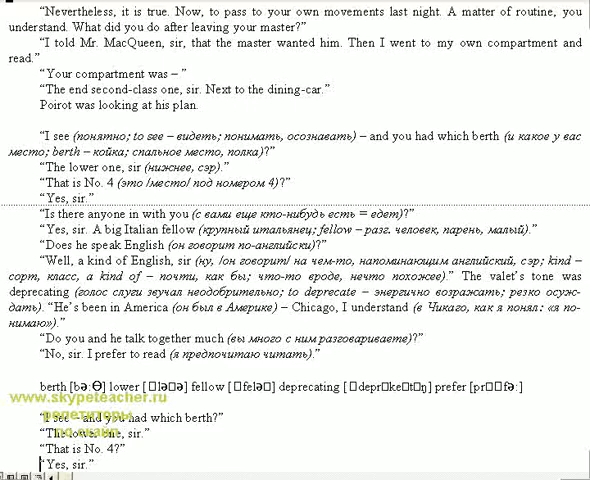 “Nevertheless, it is true. Now, to pass to your own movements last night. A matter of routine, you
understand. What did you do after leaving your master?”
“I told Mr. MacQueen, sir, that the master wanted him. Then I went to my own compartment and
read.”
“Your compartment was – ”
“The end second-class one, sir. Next to the dining-car.”
Poirot was looking at his plan.
“I see (понятно; to see – видеть; понимать, осознавать) – and you had which berth (и какое у вас
место; berth – койка; спальное место, полка)?”
“The lower one, sir (нижнее, сэр).”
“That is No. 4 (это /место/ под номером 4)?”
“Yes, sir.”
“Is there anyone in with you (с вами еще кто-нибудь есть = едет)?”
“Yes, sir. A big Italian fellow (крупный итальянец; fellow – разг. человек, парень, малый).”
“Does he speak English (он говорит по-английски)?”
“Well, a kind of English, sir (ну, /он говорит/ на чем-то, напоминающим английский, сэр; kind –
сорт, класс, a kind of – почти, как бы; что-то вроде, нечто похожее).” The valet’s tone was
deprecating (голос слуги звучал неодобрительно; to deprecate – энергично возражать; резко осуж-
дать). “He’s been in America (он был в Америке) – Chicago, I understand (в Чикаго, как я понял: «я по-
нимаю»).”
“Do you and he talk together much (вы много с ним разговариваете)?”
“No, sir. I prefer to read (я предпочитаю читать).”
berth [bə:Ɵ] lower [▯ləʊə] fellow [▯feləʊ] deprecating [▯depr▯ke▯t▯ŋ] prefer [pr▯▯fə:]
www.skypeteacher.ru
“I see – and you had which berth?”
репетиторы
“The lower one, sir.”
по скайп
“That is No. 4?”
“Yes, sir.”